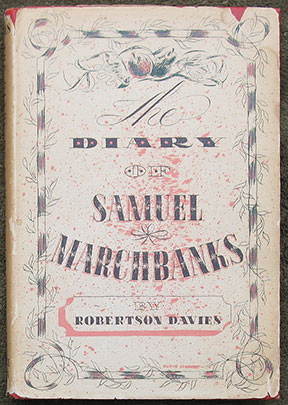 The
DIARY
OF
SAMUEL
MARCHBANKS
BY
ROBERTSON DAVIES